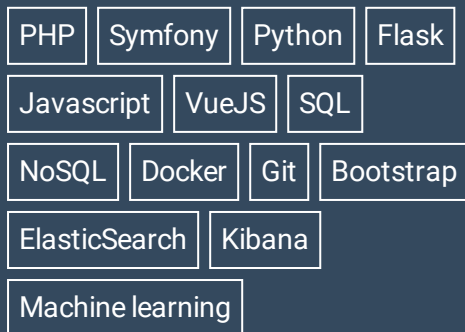 PHP Symfony Python Flask
Javascript VueJS SQL
NoSQL Docker Git Bootstrap
ElasticSearch Kibana
Machine learning